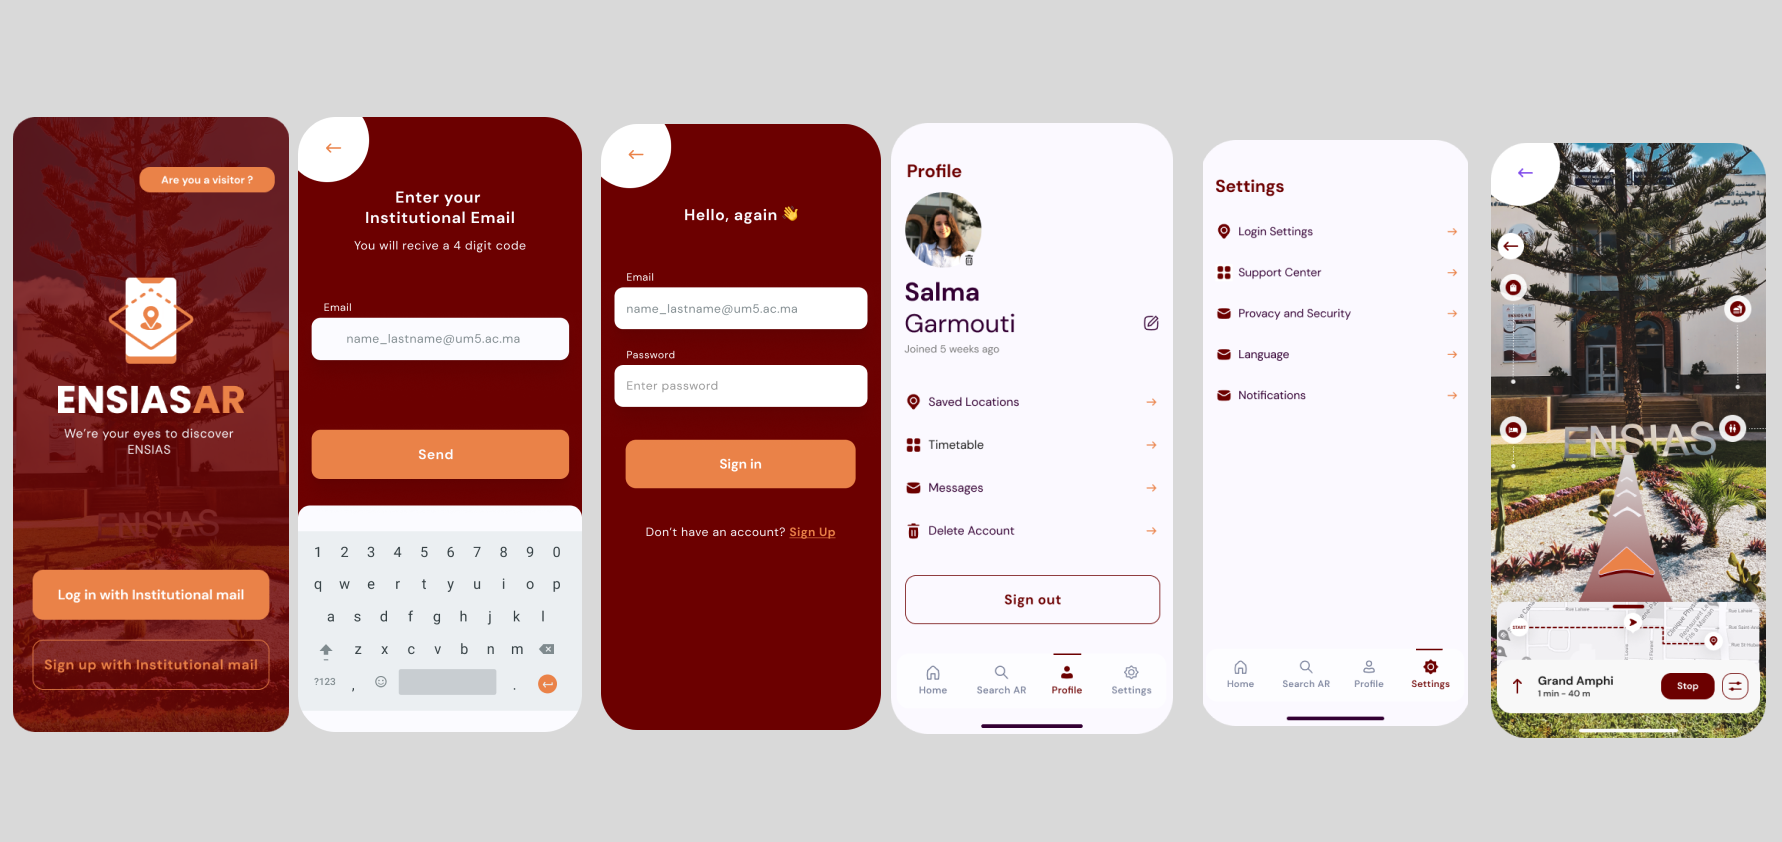 Are you a visitor ?
ENSIASAR
We're your eyes to discover
ENSIAS
ENSIAS
Log in with Institutional mail
Sign up with Institutional mail
Enter your
Institutional Email
You will recive a 4 digit code
Email
name_lastname@um5.ac.ma
Send
1 2 3 4 5 6 7 8 9 0
q w e r t y u i o p
a s d f g h j k l
z x c v b n m
?123 , .
Hello, again 👋
Email
name_lastname@um5.ac.ma
Password
Enter password
Sign in
Don't have an account? Sign Up
Profile
Salma
Garmouti
Joined 5 weeks ago
Saved Locations
Timetable
Messages
Delete Account
Sign out
Home Search AR Profile Settings
Settings
Login Settings
Support Center
Provacy and Security
Language
Notifications
Home Search AR Profile Settings
ENSIAS
Rue Lahore
Rue Lahore
START
Grand Amphi
1 min - 40 m
Stop